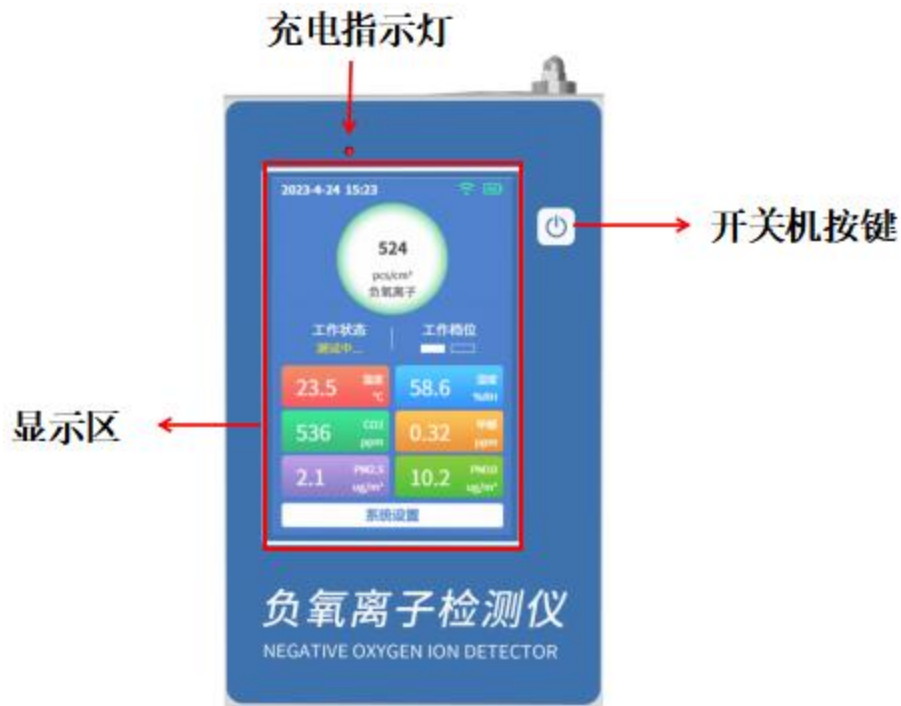 充电指示灯
2023-4-24 15:23
524
pcs/cm³
负氧离子
开关机按键
工作状态
工作档位
测试中...
23.5 温度 ℃
58.6 湿度 %RH
显示区
536 CO2 ppm
0.32 甲醛 ppm
2.1 PM2.5 ug/m³
10.2 PM10 ug/m³
系统设置
负氧离子检测仪
NEGATIVE OXYGEN ION DETECTOR